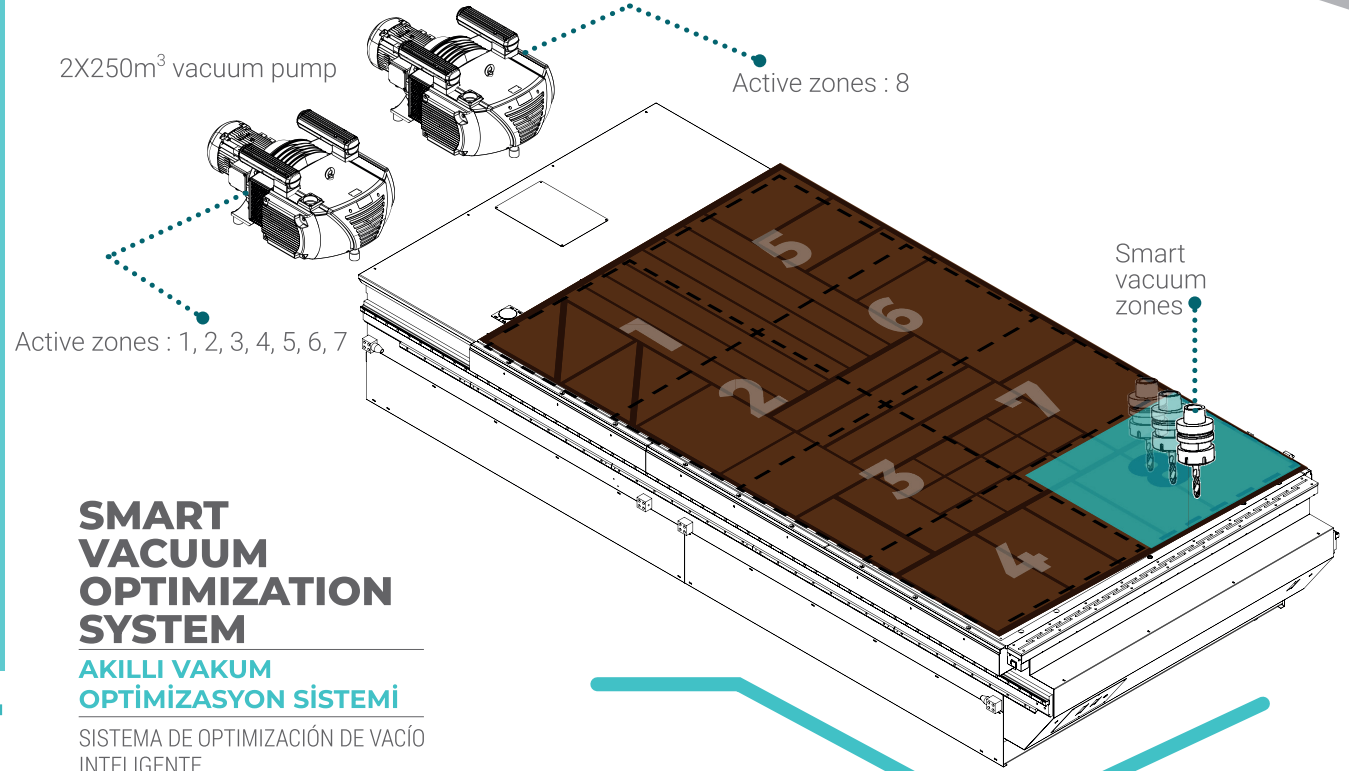 2X250m³ vacuum pump
Active zones : 8
Active zones : 1, 2, 3, 4, 5, 6, 7
Smart
vacuum
zones
5
6
1
2
7
3
4
SMART
VACUUM
OPTIMIZATION
SYSTEM
AKILLI VAKUM
OPTİMİZASYON SİSTEMİ
SISTEMA DE OPTIMIZACIÓN DE VACÍO
INTELIGENTE